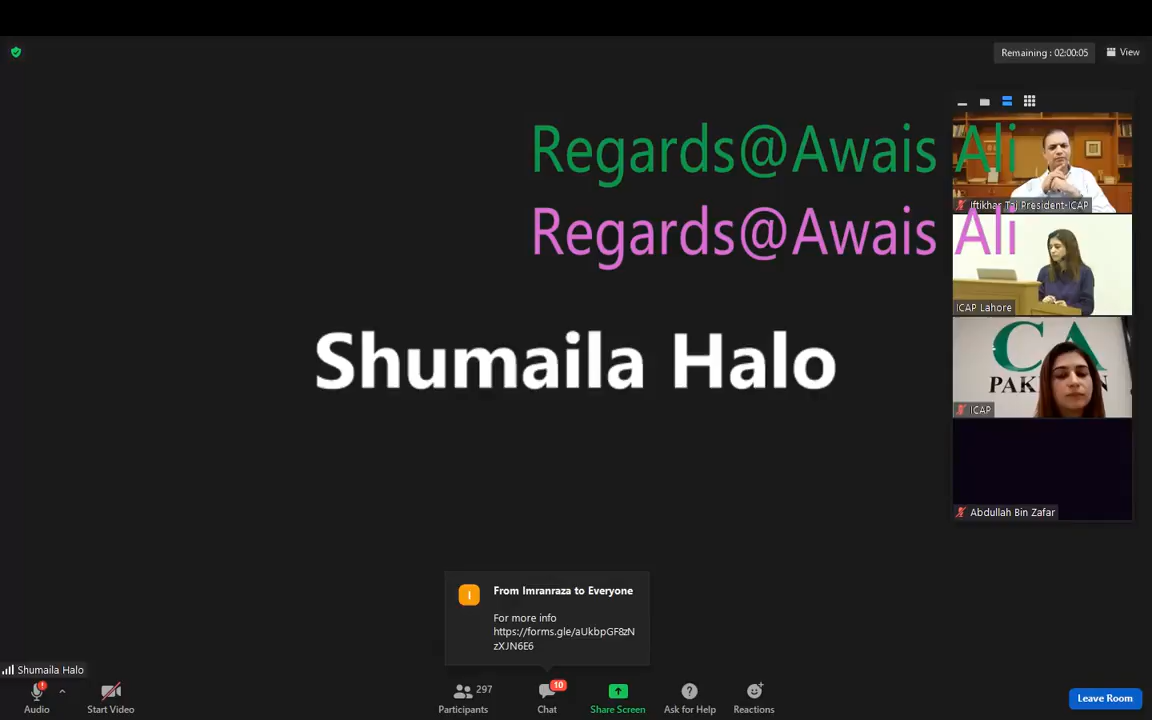 Remaining : 02:00:05
View
Regards@Awais Ali
Iftikhar Taj President-ICAP
Regards@Awais Ali
ICAP Lahore
Shumaila Halo
CA
PAKISTAN
ICAP
Abdullah Bin Zafar
I
From Imranraza to Everyone
For more info
https://forms.gle/aUkbpGF8zN
zXJN6E6
Shumaila Halo
297
10
Audio
Start Video
Participants
Chat
Share Screen
Ask for Help
Reactions
Leave Room